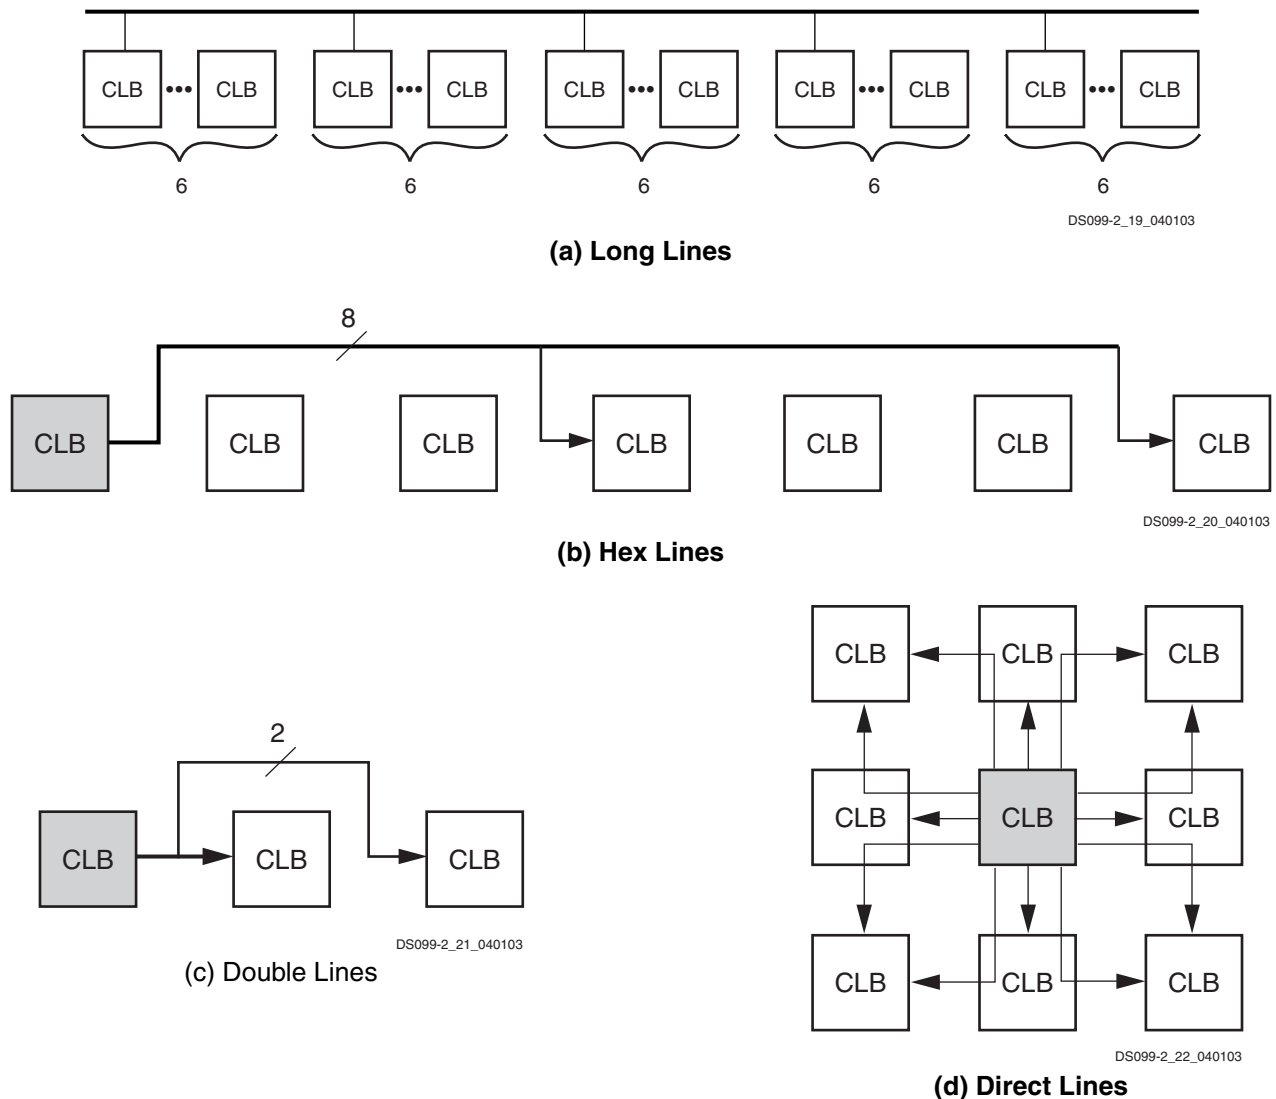 CLB ••• CLB CLB ••• CLB CLB ••• CLB CLB ••• CLB CLB ••• CLB
6 6 6 6 6
DS099-2_19_040103
(a) Long Lines
8
CLB CLB CLB CLB CLB CLB CLB
DS099-2_20_040103
(b) Hex Lines
2
CLB CLB CLB
DS099-2_21_040103
(c) Double Lines
CLB CLB CLB
CLB CLB CLB
CLB CLB CLB
DS099-2_22_040103
(d) Direct Lines